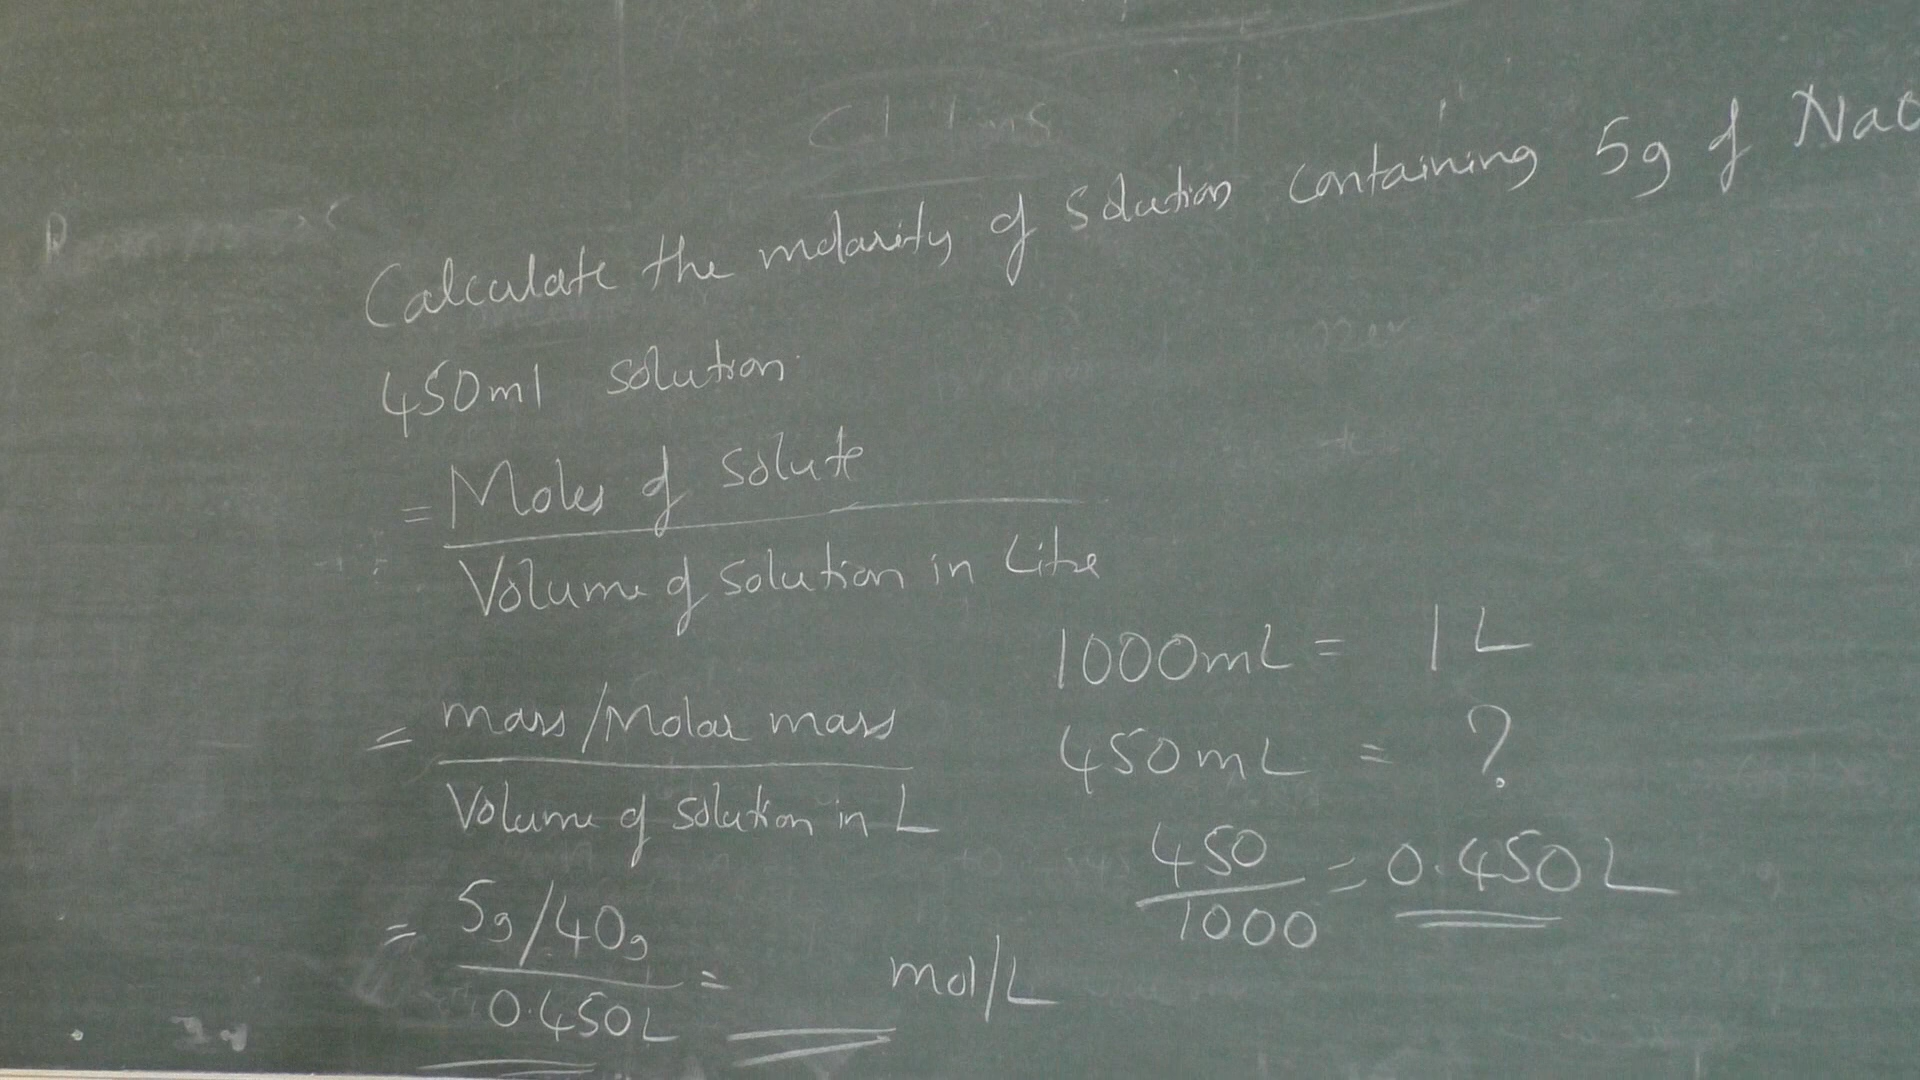 Calculate the molarity of solution containing 5g of NaO
450ml solution.
= Moles of solute
Volume of solution in Litre
= mass/Molar mass
Volume of solution in L
= 5g/40g
0.450L
= mol/L
1000mL = 1L
450mL = ?
450
1000
= 0.450L